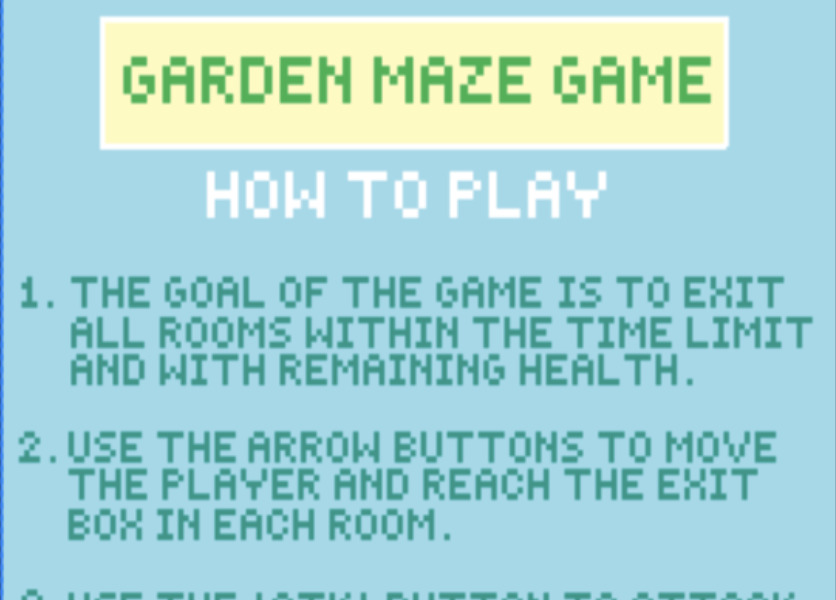 GARDEN MAZE GAME
HOW TO PLAY
1. THE GOAL OF THE GAME IS TO EXIT
ALL ROOMS WITHIN THE TIME LIMIT
AND WITH REMAINING HEALTH.
2. USE THE ARROW BUTTONS TO MOVE
THE PLAYER AND REACH THE EXIT
BOX IN EACH ROOM.